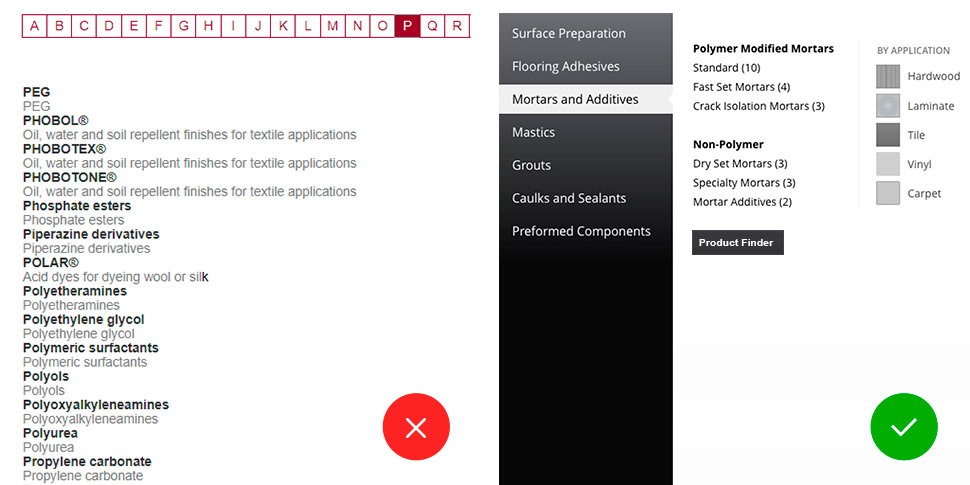 A B C D E F G H I J K L M N O P Q R
PEG
PEG
PHOBOL®
Oil, water and soil repellent finishes for textile applications
PHOBOTEX®
Oil, water and soil repellent finishes for textile applications
PHOBOTONE®
Oil, water and soil repellent finishes for textile applications
Phosphate esters
Phosphate esters
Piperazine derivatives
Piperazine derivatives
POLAR®
Acid dyes for dyeing wool or silk
Polyetheramines
Polyetheramines
Polyethylene glycol
Polyethylene glycol
Polymeric surfactants
Polymeric surfactants
Polyols
Polyols
Polyoxyalkyleneamines
Polyoxyalkyleneamines
Polyurea
Polyurea
Propylene carbonate
Propylene carbonate
Surface Preparation
Flooring Adhesives
Mortars and Additives
Mastics
Grouts
Caulks and Sealants
Preformed Components
Polymer Modified Mortars
Standard (10)
Fast Set Mortars (4)
Crack Isolation Mortars (3)
Non-Polymer
Dry Set Mortars (3)
Specialty Mortars (3)
Mortar Additives (2)
Product Finder
BY APPLICATION
Hardwood
Laminate
Tile
Vinyl
Carpet